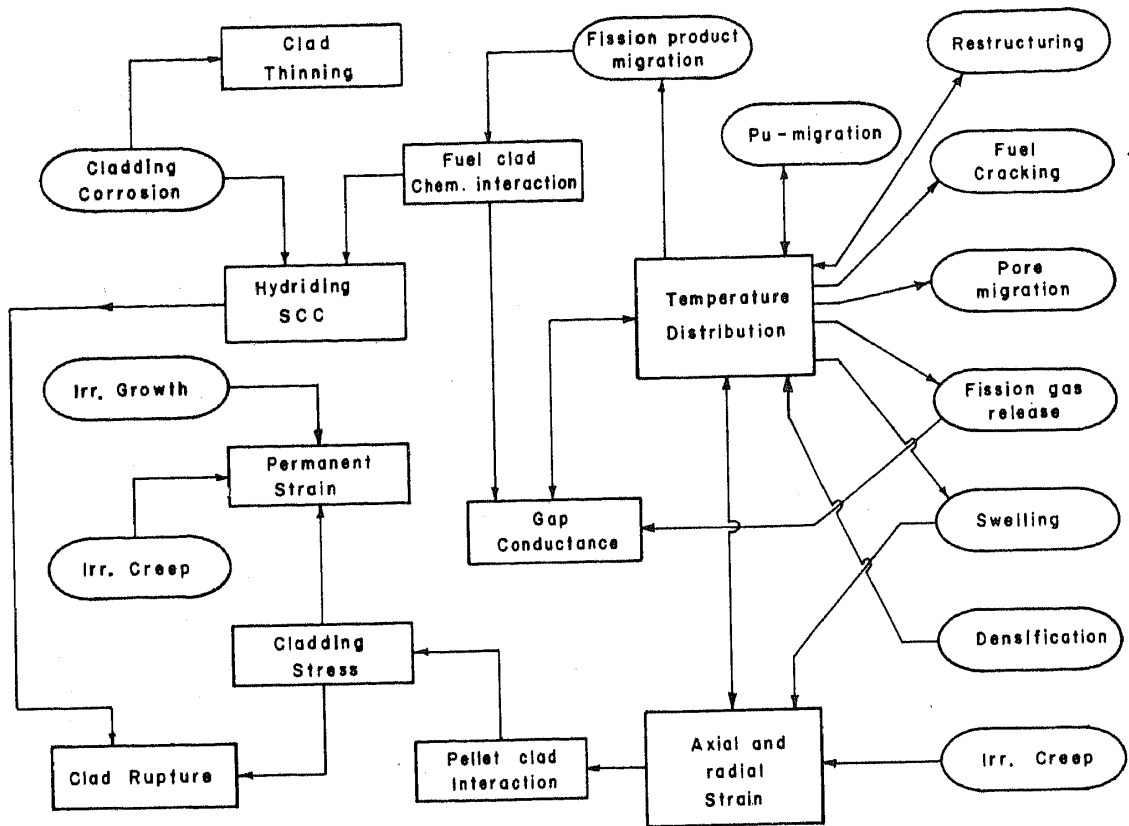 Clad
Thinning
Fission product
migration
Restructuring
Pu-migration
Fuel
Cracking
Cladding
Corrosion
Fuel clad
Chem. interaction
Hydriding
SCC
Temperature
Distribution
Pore
migration
Irr. Growth
Fission gas
release
Permanent
Strain
Gap
Conductance
Swelling
Irr. Creep
Cladding
Stress
Densification
Clad Rupture
Pellet clad
Interaction
Axial and
radial
Strain
Irr. Creep